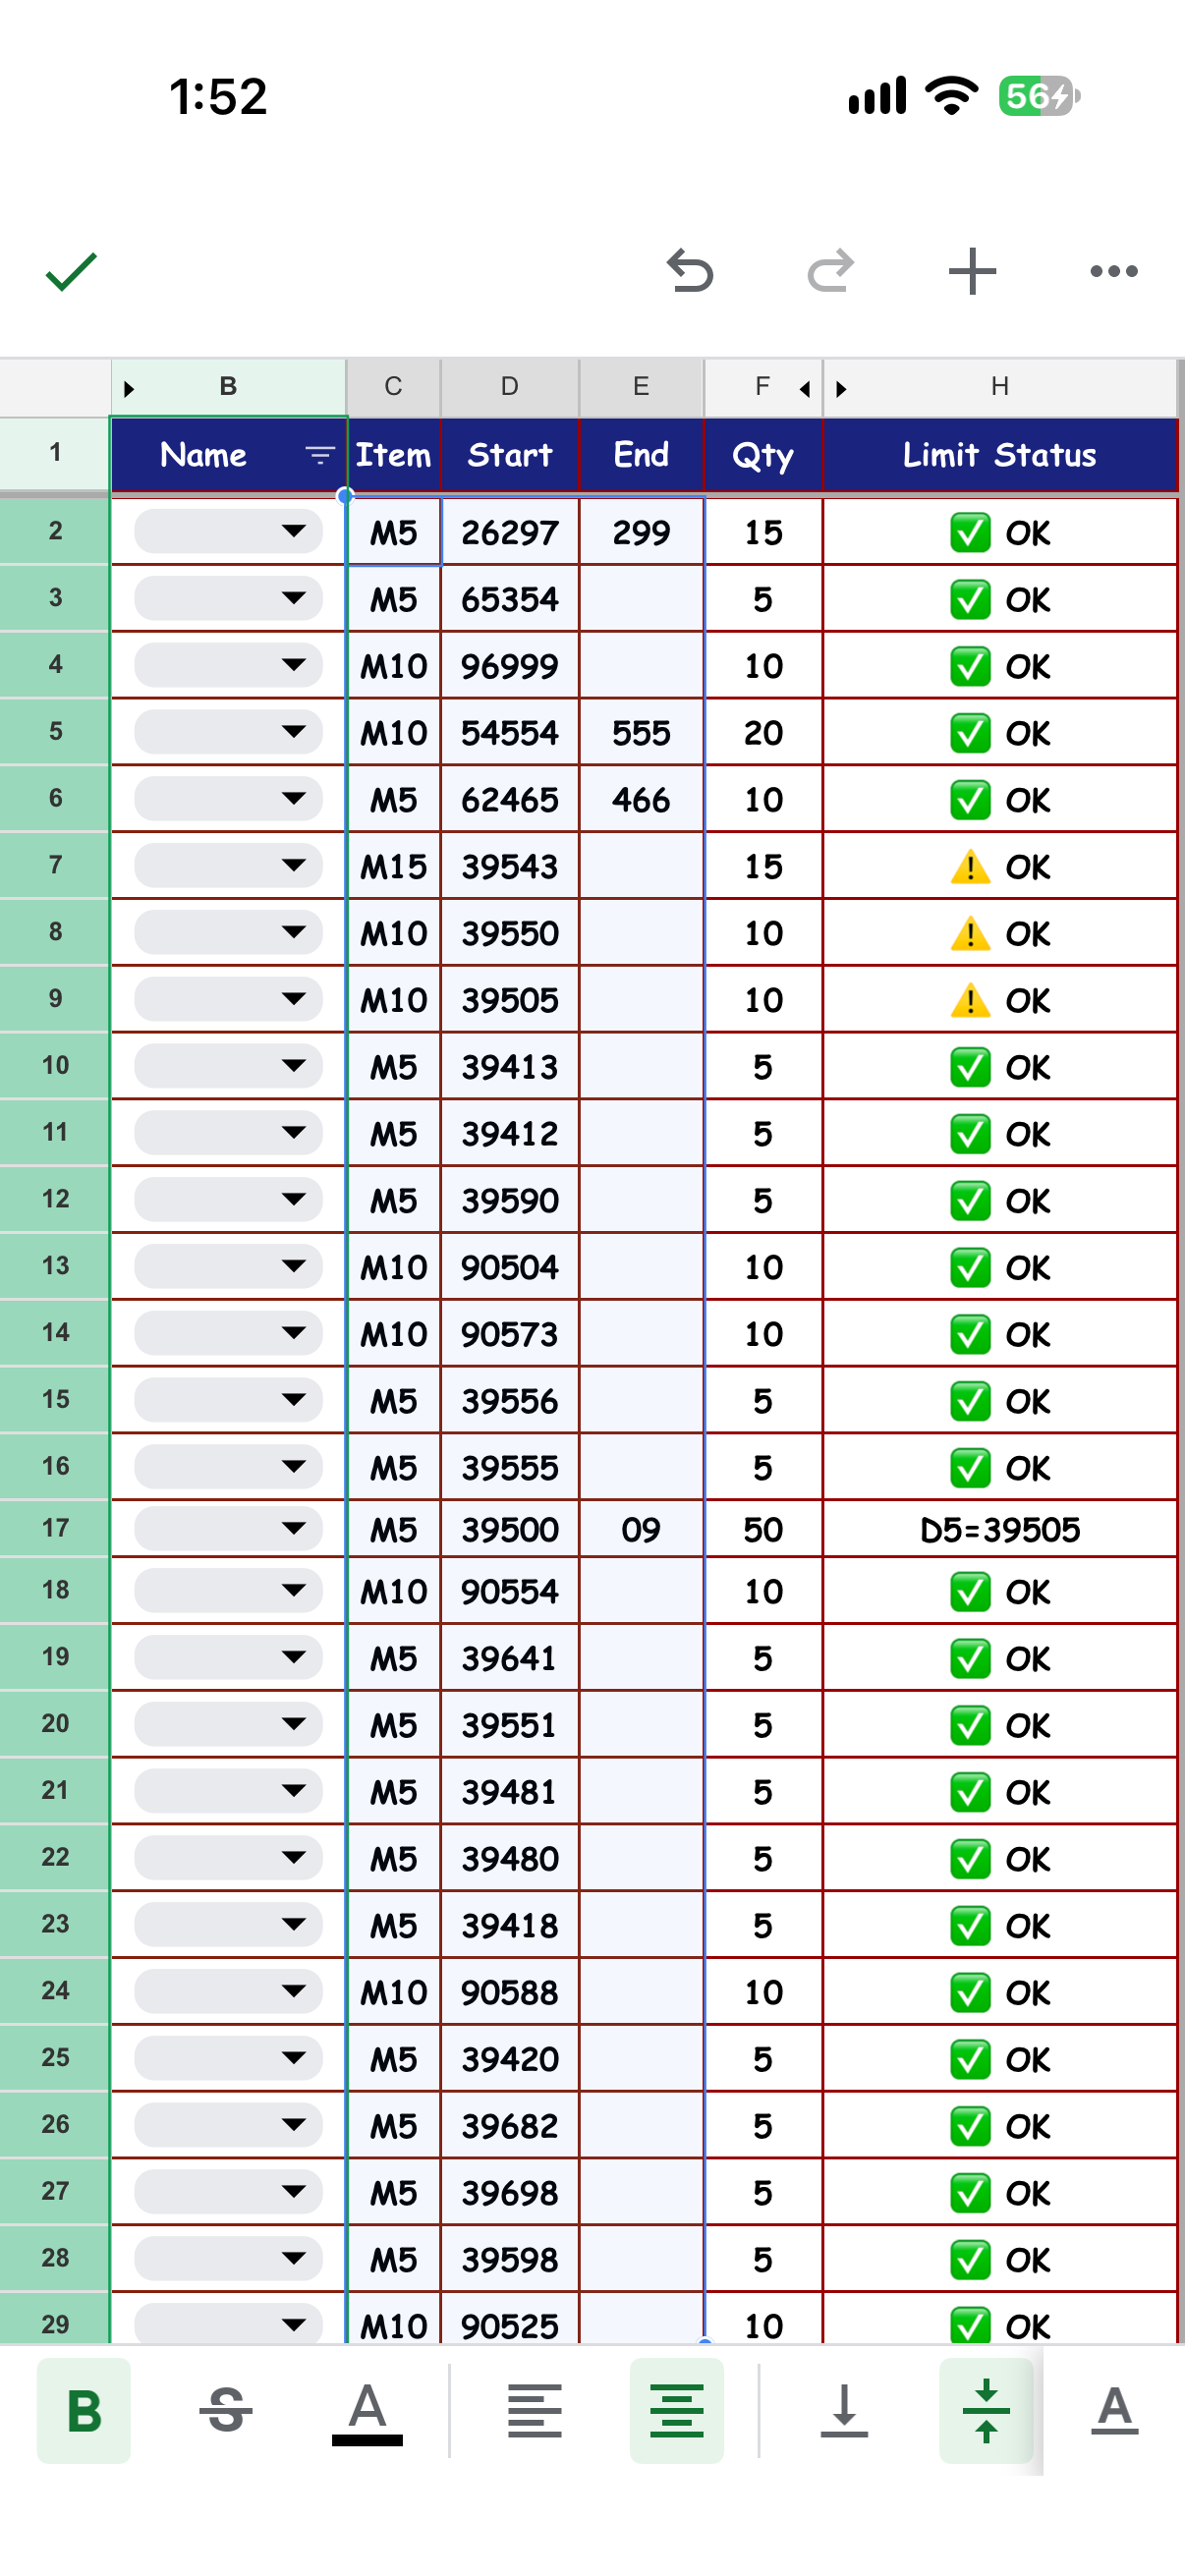 1:52
56
B C D E F H
1 Name Item Start End Qty Limit Status
2 M5 26297 299 15 ✅ OK
3 M5 65354 5 ✅ OK
4 M10 96999 10 ✅ OK
5 M10 54554 555 20 ✅ OK
6 M5 62465 466 10 ✅ OK
7 M15 39543 15 ⚠️ OK
8 M10 39550 10 ⚠️ OK
9 M10 39505 10 ⚠️ OK
10 M5 39413 5 ✅ OK
11 M5 39412 5 ✅ OK
12 M5 39590 5 ✅ OK
13 M10 90504 10 ✅ OK
14 M10 90573 10 ✅ OK
15 M5 39556 5 ✅ OK
16 M5 39555 5 ✅ OK
17 M5 39500 09 50 D5=39505
18 M10 90554 10 ✅ OK
19 M5 39641 5 ✅ OK
20 M5 39551 5 ✅ OK
21 M5 39481 5 ✅ OK
22 M5 39480 5 ✅ OK
23 M5 39418 5 ✅ OK
24 M10 90588 10 ✅ OK
25 M5 39420 5 ✅ OK
26 M5 39682 5 ✅ OK
27 M5 39698 5 ✅ OK
28 M5 39598 5 ✅ OK
29 M10 90525 10 ✅ OK
B S A A